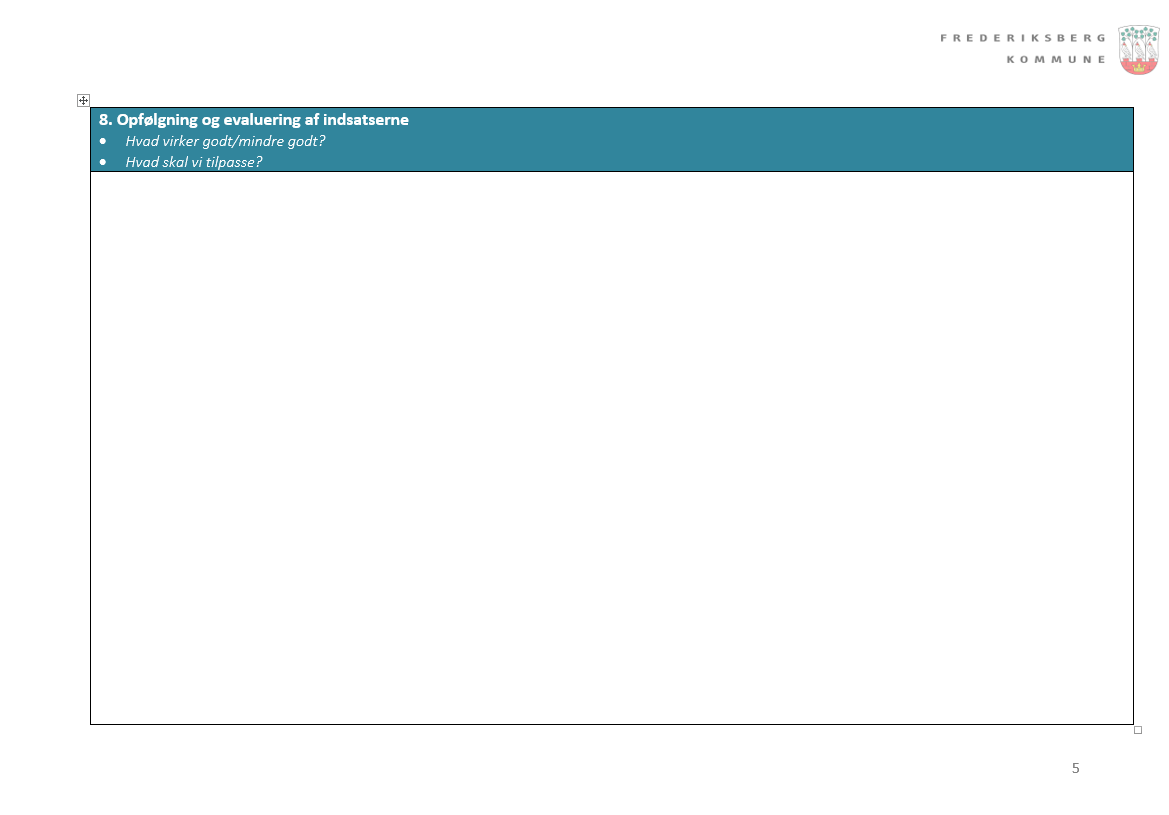 FREDERIKSBERG
KOMMUNE
8. Opfølgning og evaluering af indsatserne
• Hvad virker godt/mindre godt?
• Hvad skal vi tilpasse?
5